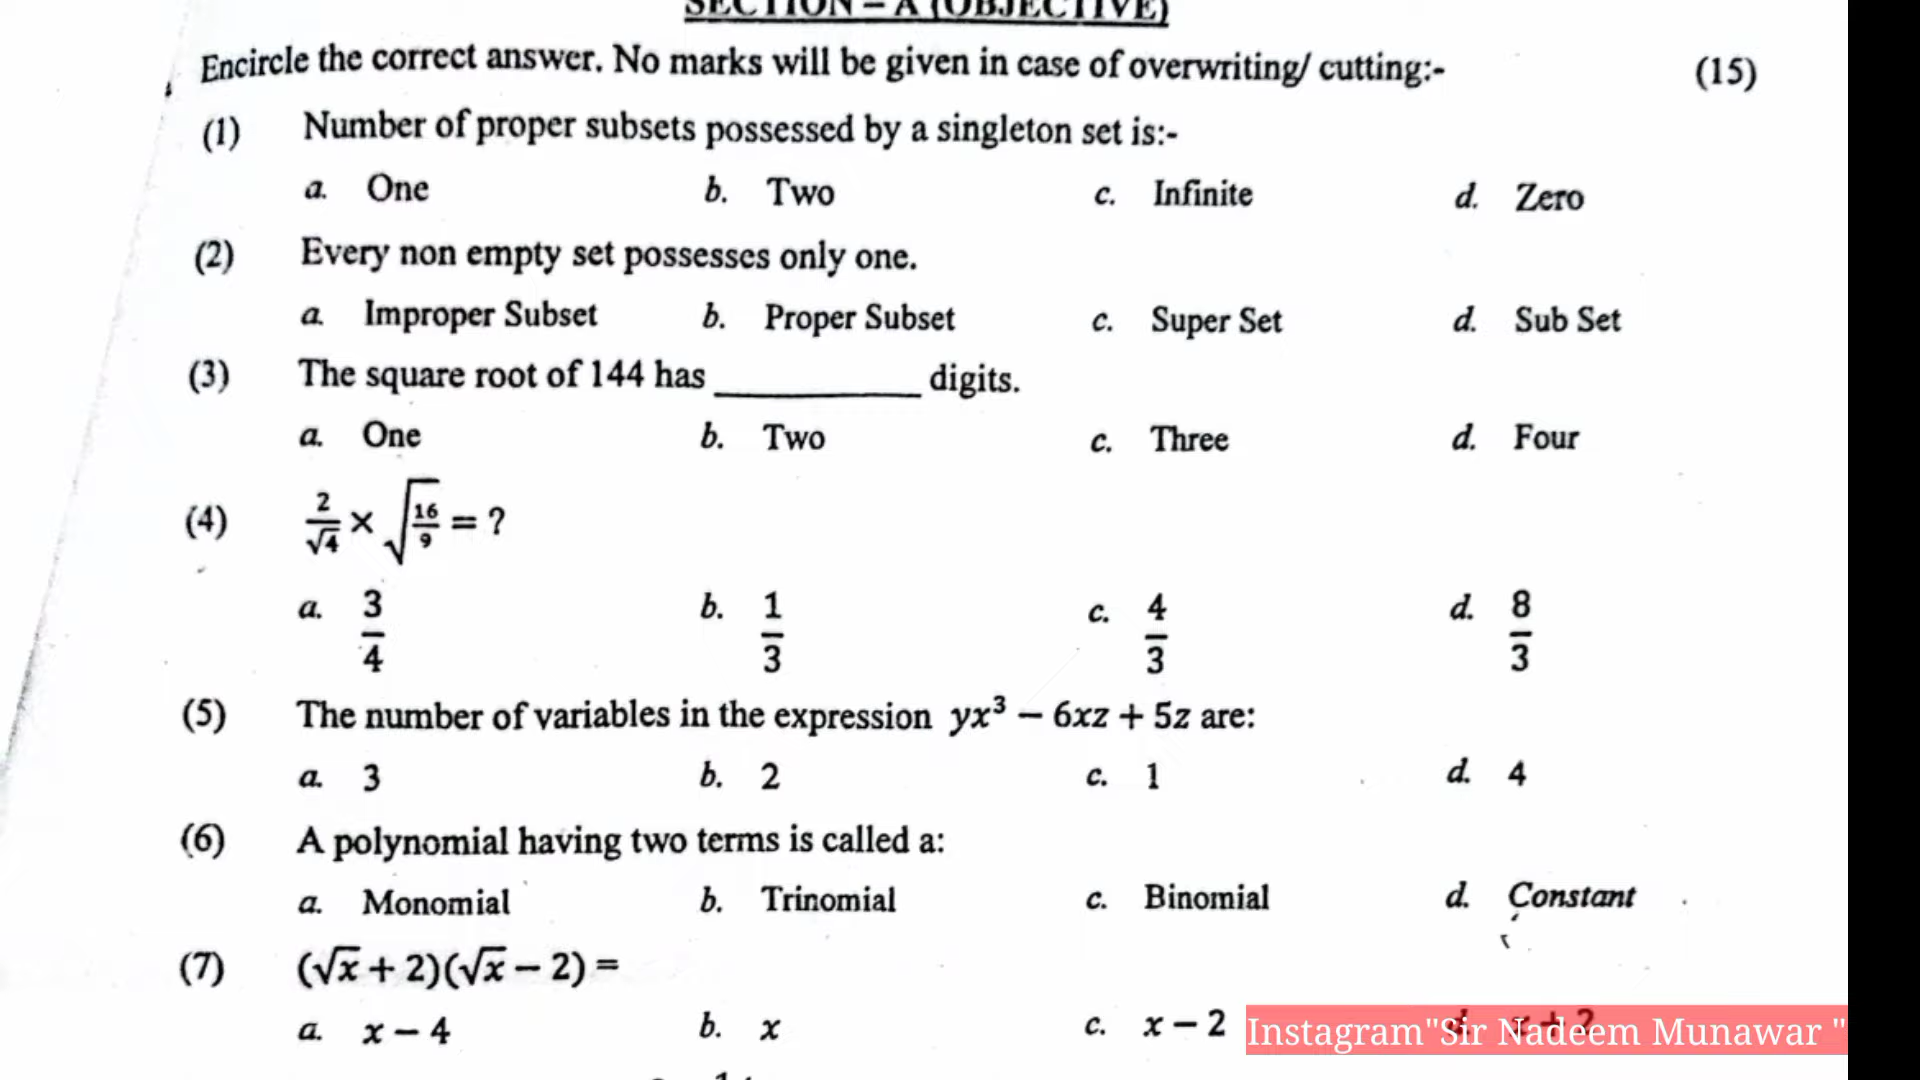 SECTION – A (OBJECTIVE)
Encircle the correct answer. No marks will be given in case of overwriting/ cutting:- (15)
(1) Number of proper subsets possessed by a singleton set is:-
a. One b. Two c. Infinite d. Zero
(2) Every non empty set possesses only one.
a. Improper Subset b. Proper Subset c. Super Set d. Sub Set
(3) The square root of 144 has __________ digits.
a. One b. Two c. Three d. Four
(4) 2/√4 × √(16/9) = ?
a. 3/4 b. 1/3 c. 4/3 d. 8/3
(5) The number of variables in the expression yx³ − 6xz + 5z are:
a. 3 b. 2 c. 1 d. 4
(6) A polynomial having two terms is called a:
a. Monomial b. Trinomial c. Binomial d. Constant
(7) (√x + 2)(√x − 2) =
a. x − 4 b. x c. x − 2 d. x + 2
Instagram"Sir Nadeem Munawar "